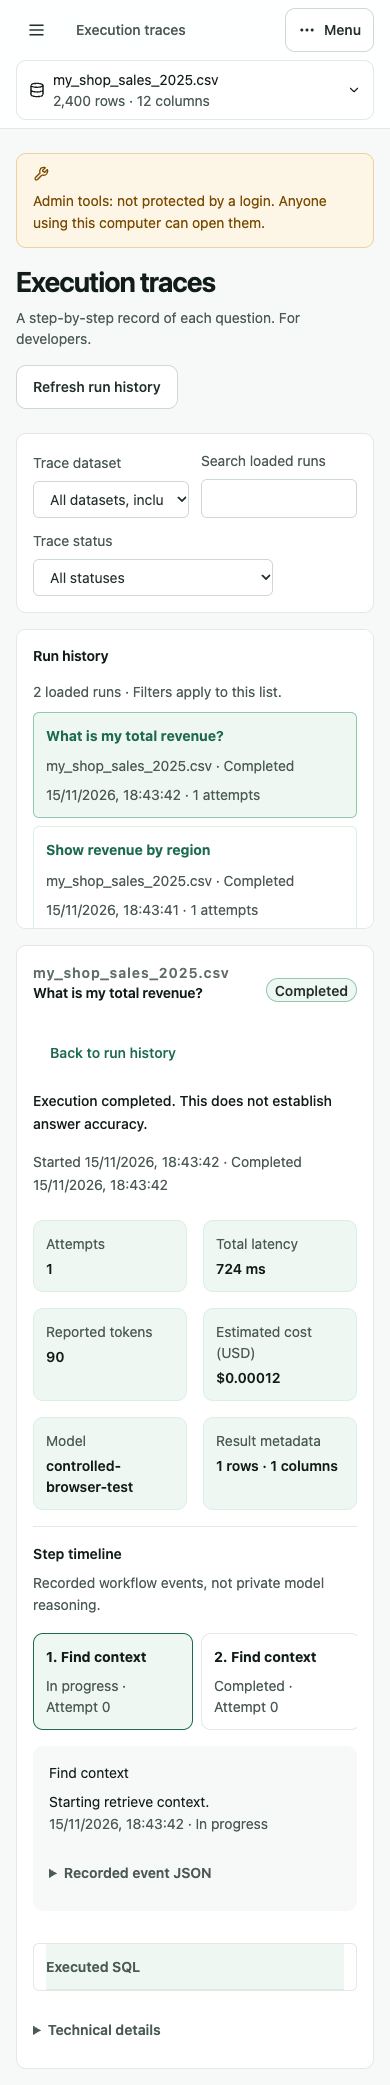 Execution traces
Menu
my_shop_sales_2025.csv
2,400 rows · 12 columns
Admin tools: not protected by a login. Anyone
using this computer can open them.
Execution traces
A step-by-step record of each question. For
developers.
Refresh run history
Trace dataset
Search loaded runs
All datasets, inclu
Trace status
All statuses
Run history
2 loaded runs · Filters apply to this list.
What is my total revenue?
my_shop_sales_2025.csv · Completed
15/11/2026, 18:43:42 · 1 attempts
Show revenue by region
my_shop_sales_2025.csv · Completed
15/11/2026, 18:43:41 · 1 attempts
my_shop_sales_2025.csv
What is my total revenue?
Completed
Back to run history
Execution completed. This does not establish
answer accuracy.
Started 15/11/2026, 18:43:42 · Completed
15/11/2026, 18:43:42
Attempts
1
Total latency
724 ms
Reported tokens
90
Estimated cost
(USD)
$0.00012
Model
controlled-
browser-test
Result metadata
1 rows · 1 columns
Step timeline
Recorded workflow events, not private model
reasoning.
1. Find context
In progress ·
Attempt 0
2. Find context
Completed ·
Attempt 0
Find context
Starting retrieve context.
15/11/2026, 18:43:42 · In progress
Recorded event JSON
Executed SQL
Technical details